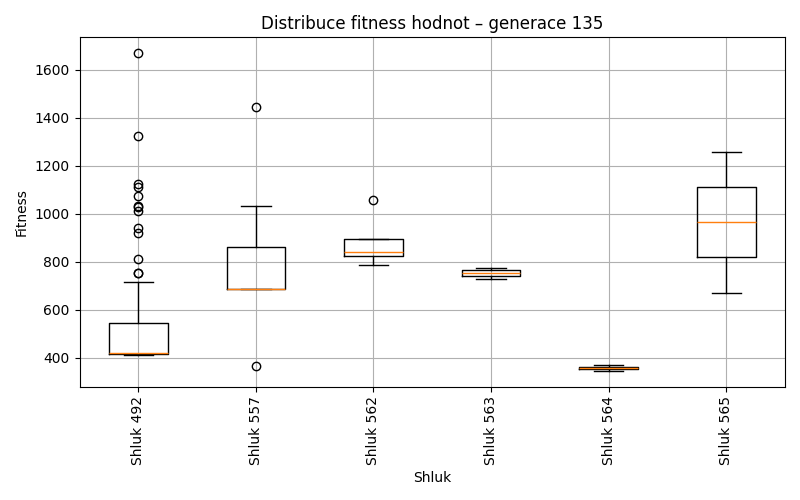 Distribuce fitness hodnot – generace 135
Fitness
1600
1400
1200
1000
800
600
400
Shluk 492
Shluk 557
Shluk 562
Shluk 563
Shluk 564
Shluk 565
Shluk